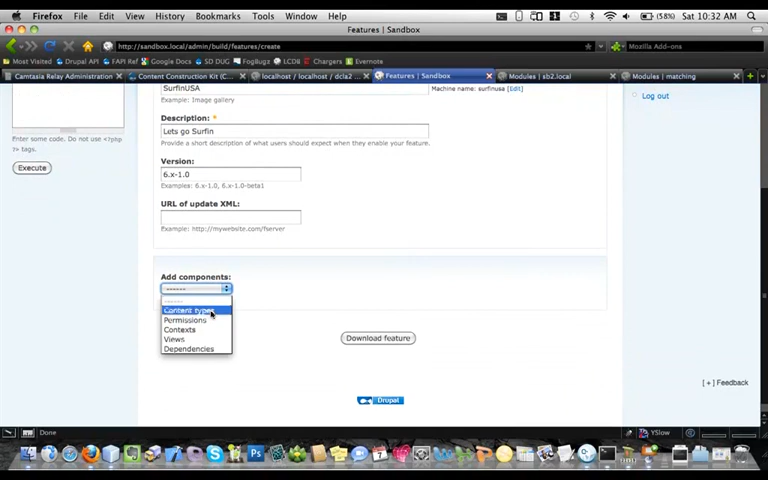 Firefox File Edit View History Bookmarks Tools Window Help (58%) Sat 10:32 AM
Features | Sandbox
http://sandbox.local/admin/build/features/create Mozilla Add-ons
Most Visited Drupal API FAPI Ref Google Docs SD DUG Fogbugz LCDB Chargers Evernote
Camtasia Relay Administration Content Construction Kit (C... localhost / localhost / dcla2 ... Features | Sandbox Modules | sb2.local Modules | matching
SurfinUSA Machine name: surfinusa [Edit]
Log out
Example: Image gallery
Description: *
Lets go Surfin
Enter some code. Do not use <?php ?> tags.
Provide a short description of what users should expect when they enable your feature.
Execute
Version:
6.x-1.0
Examples: 6.x-1.0, 6.x-1.0-beta1
URL of update XML:
Example: http://mywebsite.com/fserver
Add components:
------
------
Content types
Permissions
Contexts
Views
Dependencies
Download feature
[ + ] Feedback
Drupal
Done YSlow